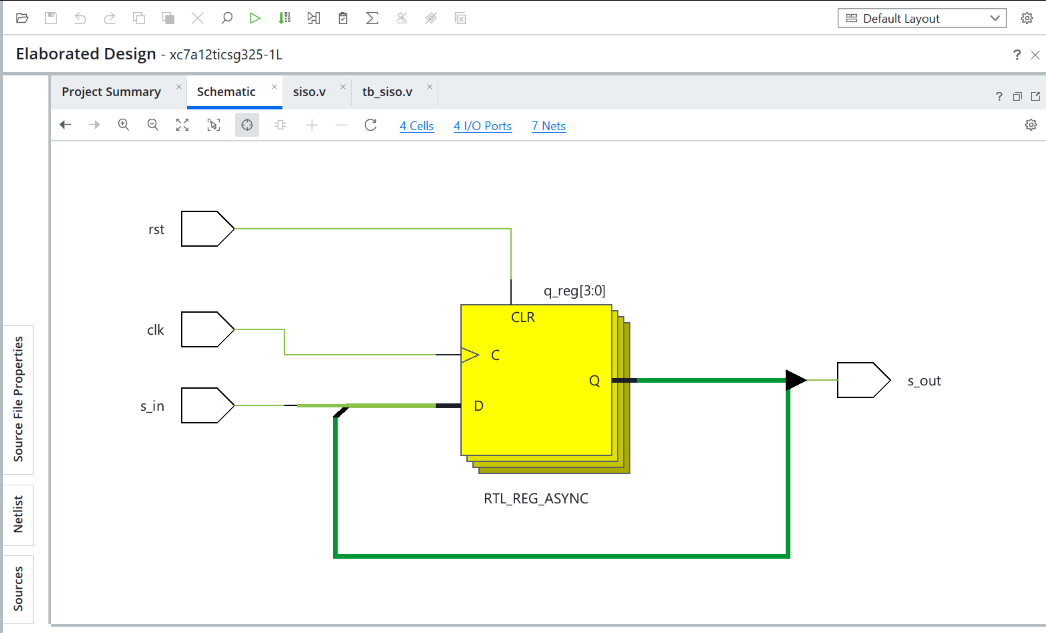 Default Layout
Elaborated Design - xc7a12ticsg325-1L
?
Project Summary
Schematic
siso.v
tb_siso.v
?
4 Cells
4 I/O Ports
7 Nets
rst
q_reg[3:0]
CLR
clk
C
Q
s_out
s_in
D
RTL_REG_ASYNC
Source File Properties
Netlist
Sources